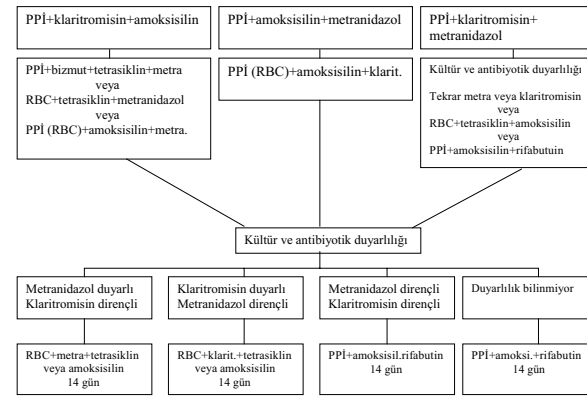 PPİ+klaritromisin+amoksisilin
PPİ+amoksisilin+metranidazol
PPİ+klaritromisin+
metranidazol
PPİ+bizmut+tetrasiklin+metra
veya
RBC+tetrasiklin+metranidazol
veya
PPİ (RBC)+amoksisilin+metra.
PPİ (RBC)+amoksisilin+klarit.
Kültür ve antibiyotik duyarlılığı
Tekrar metra veya klaritromisin
veya
RBC+tetrasiklin+amoksisilin
veya
PPİ+amoksisilin+rifabutuin
Kültür ve antibiyotik duyarlılığı
Metranidazol duyarlı
Klaritromisin dirençli
Klaritromisin duyarlı
Metranidazol dirençli
Metranidazol dirençli
Klaritromisin dirençli
Duyarlılık bilinmiyor
RBC+metra+tetrasiklin
veya amoksisilin
14 gün
RBC+klarit.+tetrasiklin
veya amoksisilin
14 gün
PPİ+amoksisil.rifabutin
14 gün
PPİ+amoksi.+rifabutin
14 gün